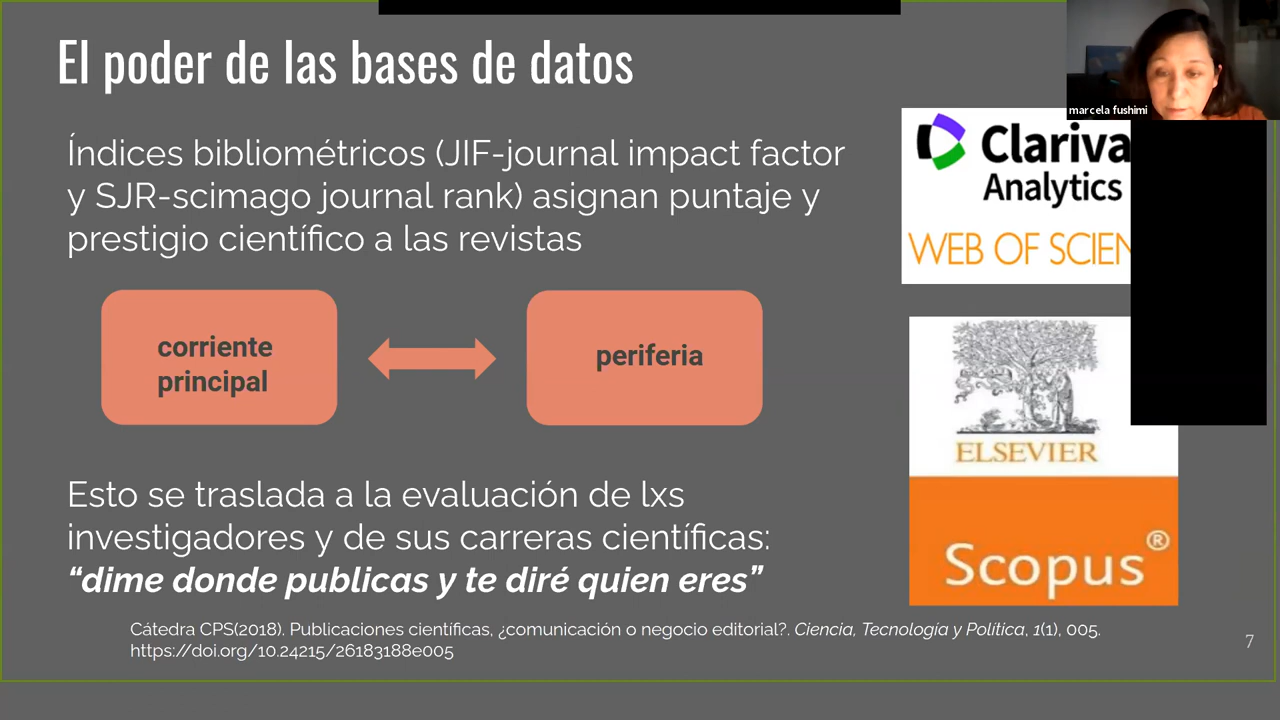 El poder de las bases de datos
marcela fushimi
Índices bibliométricos (JIF-journal impact factor
y SJR-scimago journal rank) asignan puntaje y
prestigio científico a las revistas
Clariva
Analytics
WEB OF SCIEN
corriente
principal
periferia
ELSEVIER
Scopus®
Esto se traslada a la evaluación de lxs
investigadores y de sus carreras científicas:
“dime donde publicas y te diré quien eres”
Cátedra CPS(2018). Publicaciones científicas, ¿comunicación o negocio editorial?. Ciencia, Tecnología y Política, 1(1), 005.
https://doi.org/10.24215/26183188e005
7